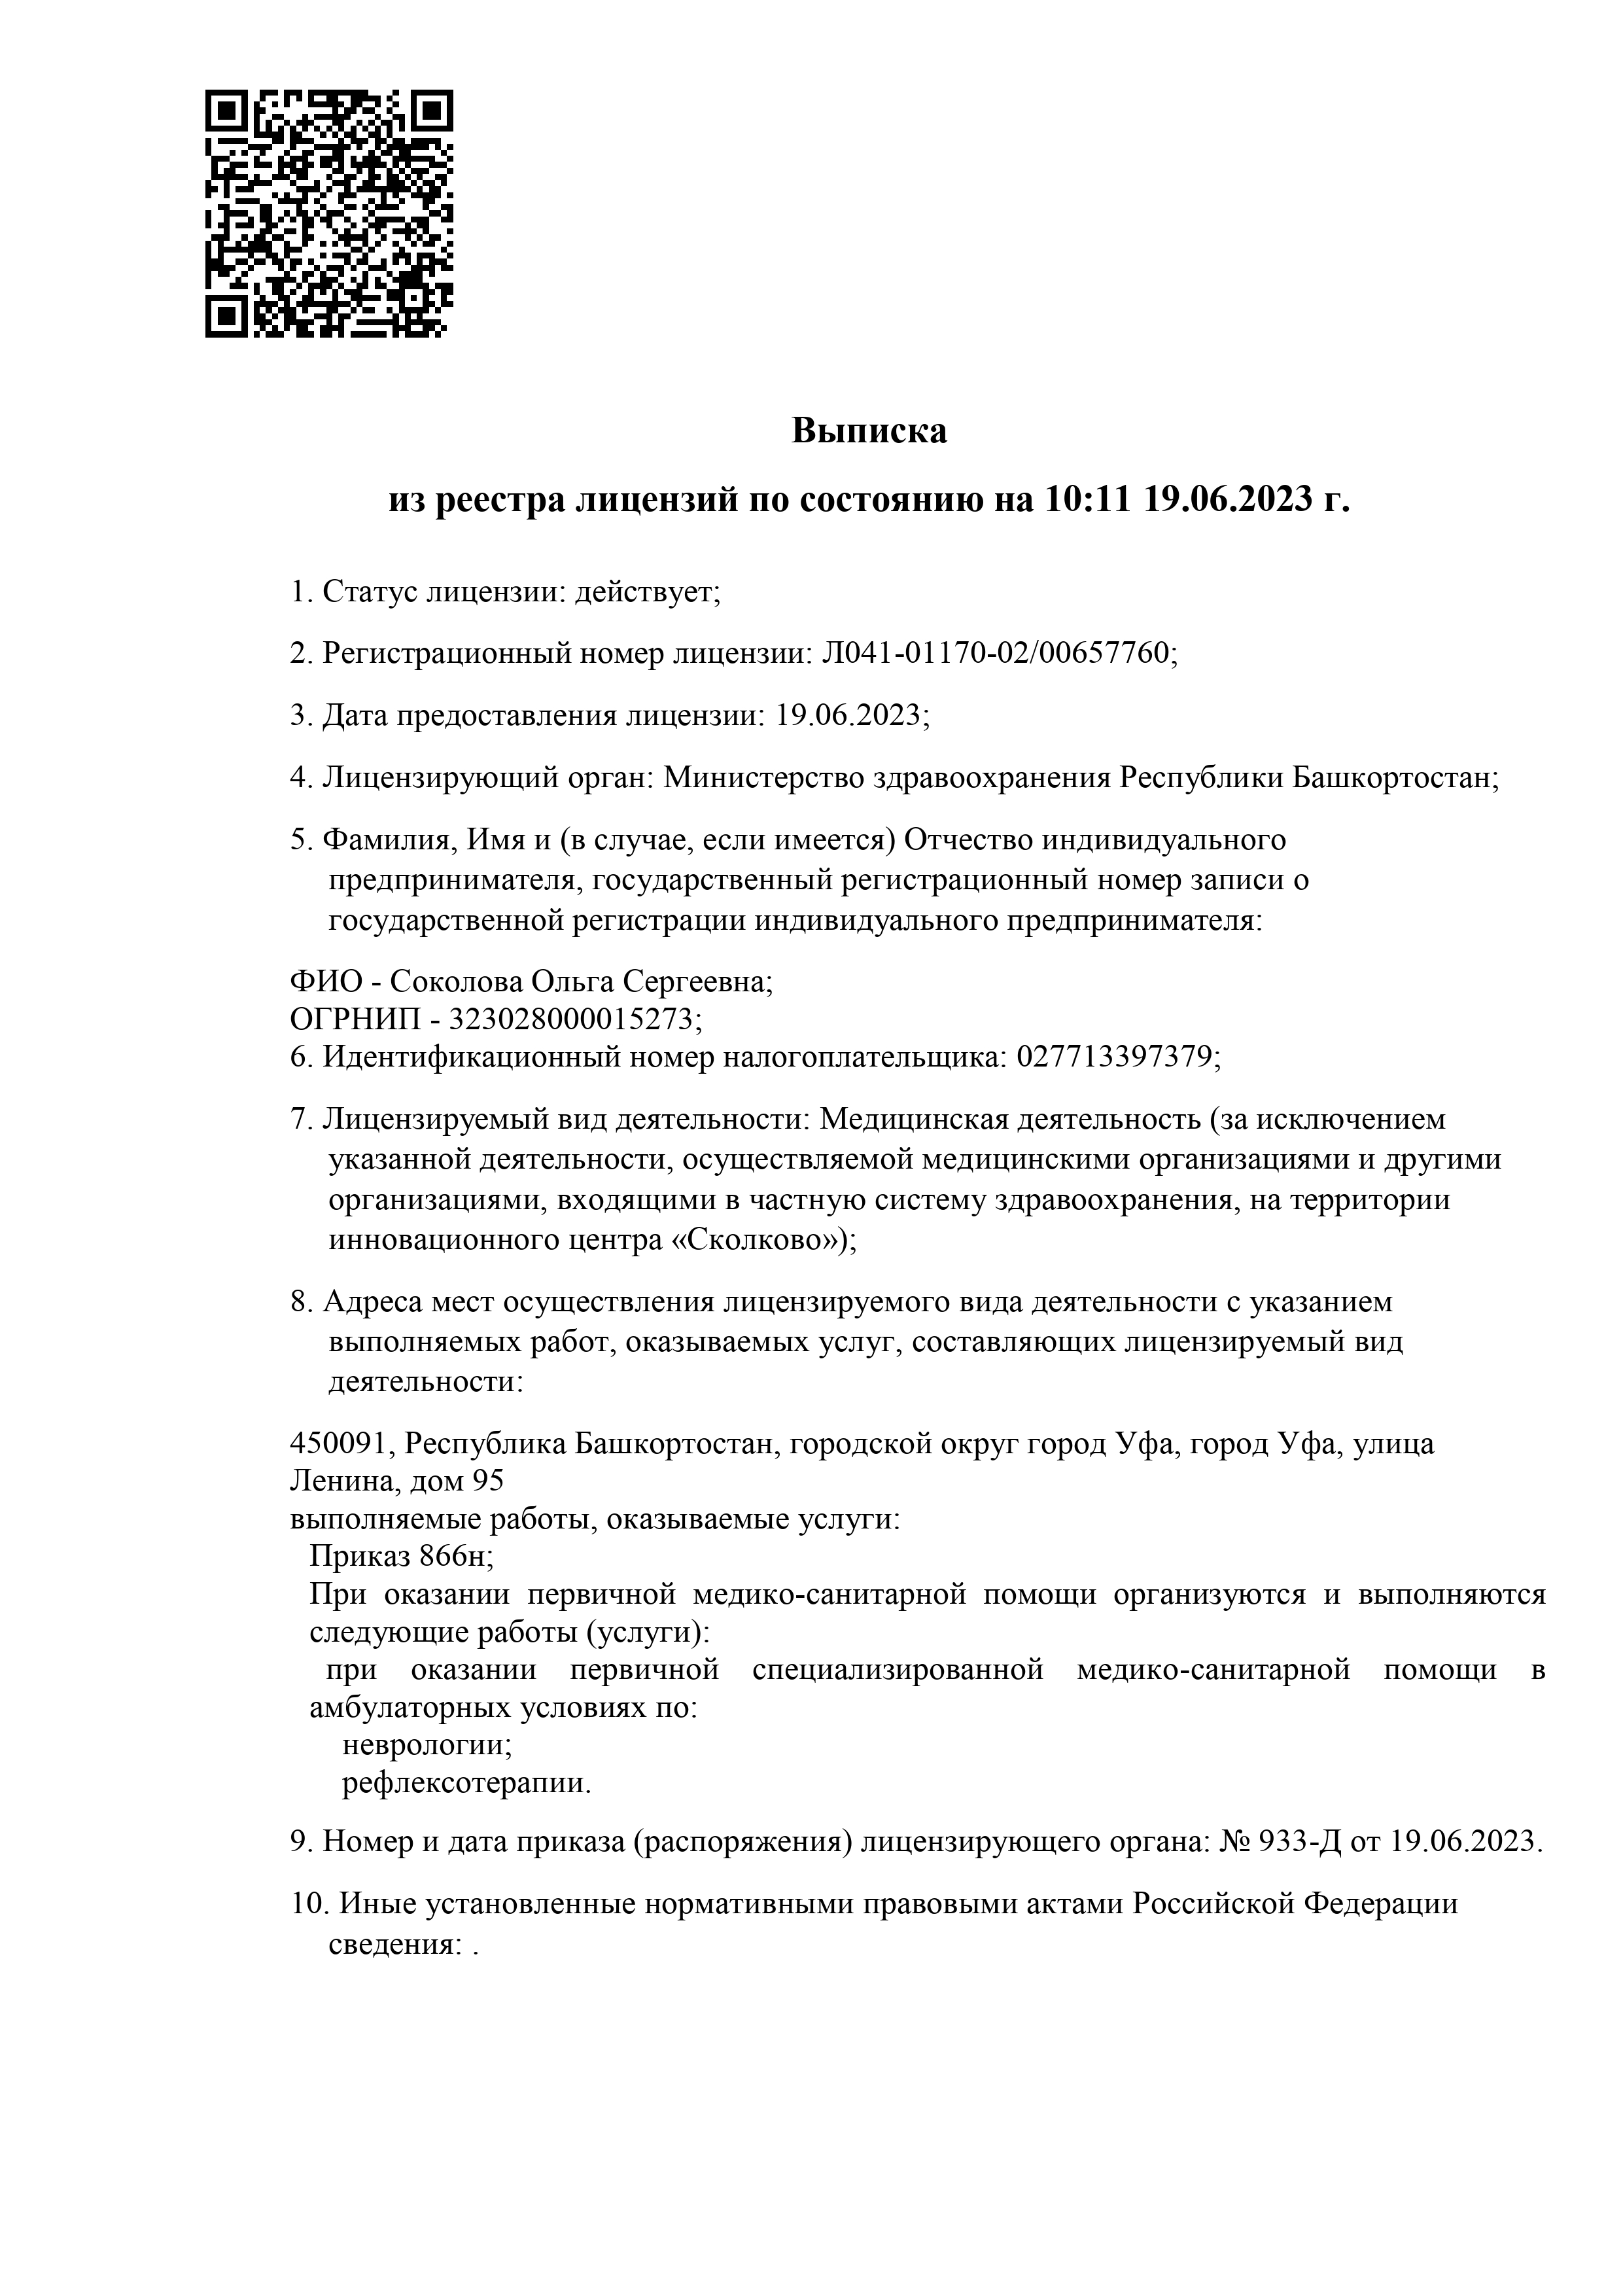 Выписка
из реестра лицензий по состоянию на 10:11 19.06.2023 г.
1. Статус лицензии: действует;
2. Регистрационный номер лицензии: Л041-01170-02/00657760;
3. Дата предоставления лицензии: 19.06.2023;
4. Лицензирующий орган: Министерство здравоохранения Республики Башкортостан;
5. Фамилия, Имя и (в случае, если имеется) Отчество индивидуального
предпринимателя, государственный регистрационный номер записи о
государственной регистрации индивидуального предпринимателя:
ФИО - Соколова Ольга Сергеевна;
ОГРНИП - 323028000015273;
6. Идентификационный номер налогоплательщика: 027713397379;
7. Лицензируемый вид деятельности: Медицинская деятельность (за исключением
указанной деятельности, осуществляемой медицинскими организациями и другими
организациями, входящими в частную систему здравоохранения, на территории
инновационного центра «Сколково»);
8. Адреса мест осуществления лицензируемого вида деятельности с указанием
выполняемых работ, оказываемых услуг, составляющих лицензируемый вид
деятельности:
450091, Республика Башкортостан, городской округ город Уфа, город Уфа, улица
Ленина, дом 95
выполняемые работы, оказываемые услуги:
Приказ 866н;
При оказании первичной медико-санитарной помощи организуются и выполняются
следующие работы (услуги):
при оказании первичной специализированной медико-санитарной помощи в
амбулаторных условиях по:
неврологии;
рефлексотерапии.
9. Номер и дата приказа (распоряжения) лицензирующего органа: № 933-Д от 19.06.2023.
10. Иные установленные нормативными правовыми актами Российской Федерации
сведения: .